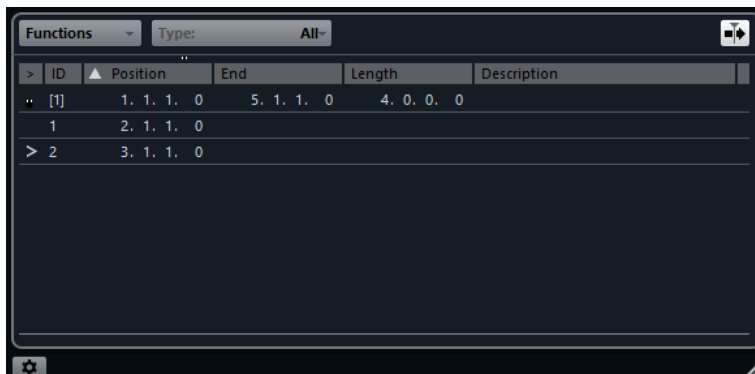 Functions Type: All
> ID Position End Length Description
[1] 1. 1. 1. 0 5. 1. 1. 0 4. 0. 0. 0
1 2. 1. 1. 0
> 2 3. 1. 1. 0